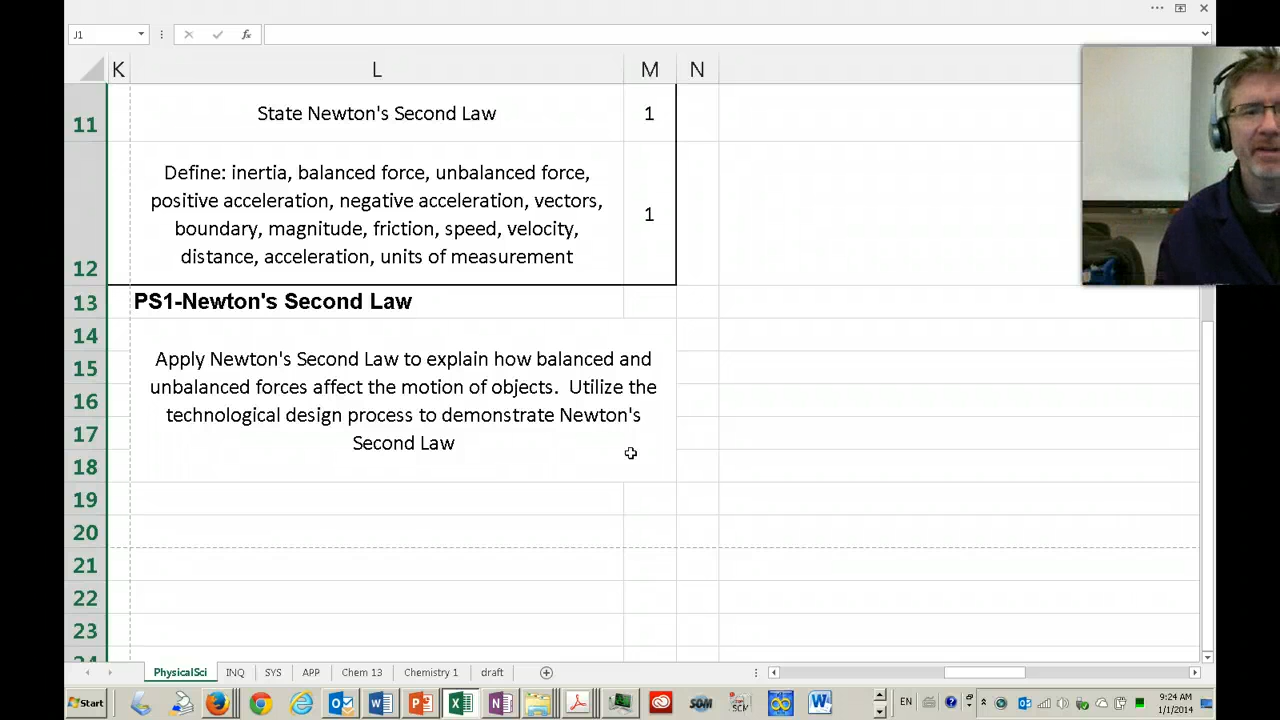 J1
K L M N
11 State Newton's Second Law 1
Define: inertia, balanced force, unbalanced force,
positive acceleration, negative acceleration, vectors,
boundary, magnitude, friction, speed, velocity,
distance, acceleration, units of measurement
1
12
13 PS1-Newton's Second Law
14
15 Apply Newton's Second Law to explain how balanced and
16 unbalanced forces affect the motion of objects. Utilize the
17 technological design process to demonstrate Newton's
Second Law
18
19
20
21
22
23
24
PhysicalSci INQ SYS APP Chem 13 Chemistry 1 draft
Start SOM SCV EN 9:24 AM
1/1/2014